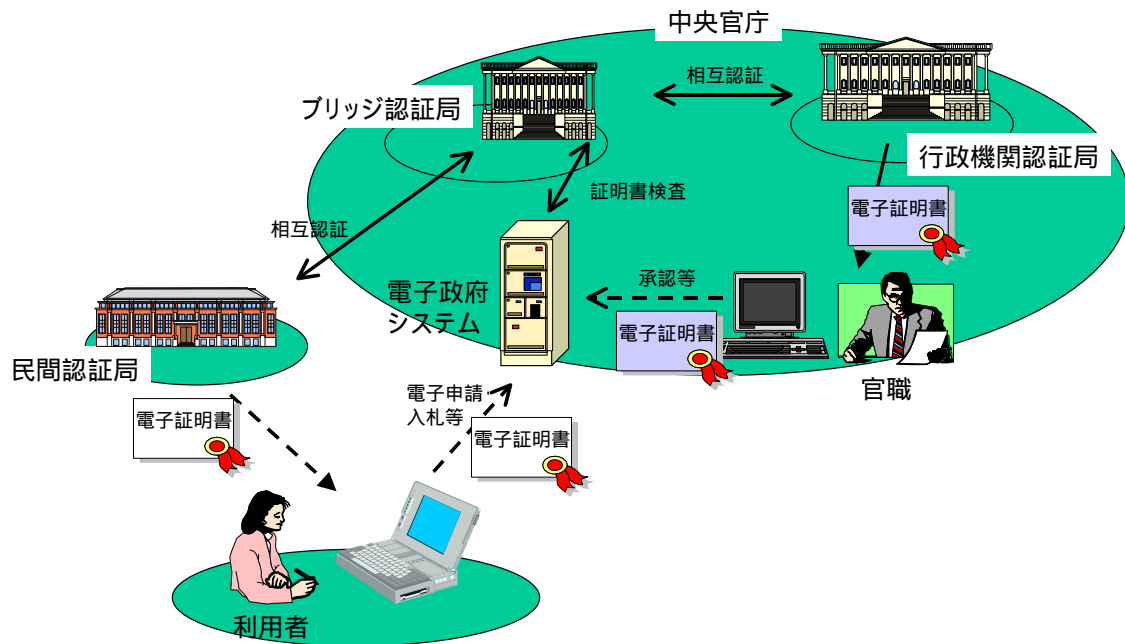 中央官庁
相互認証
ブリッジ認証局
行政機関認証局
証明書検査
電子証明書
相互認証
承認等
電子政府
システム
電子証明書
民間認証局
官職
電子申請・
入札等
電子証明書
電子証明書
利用者